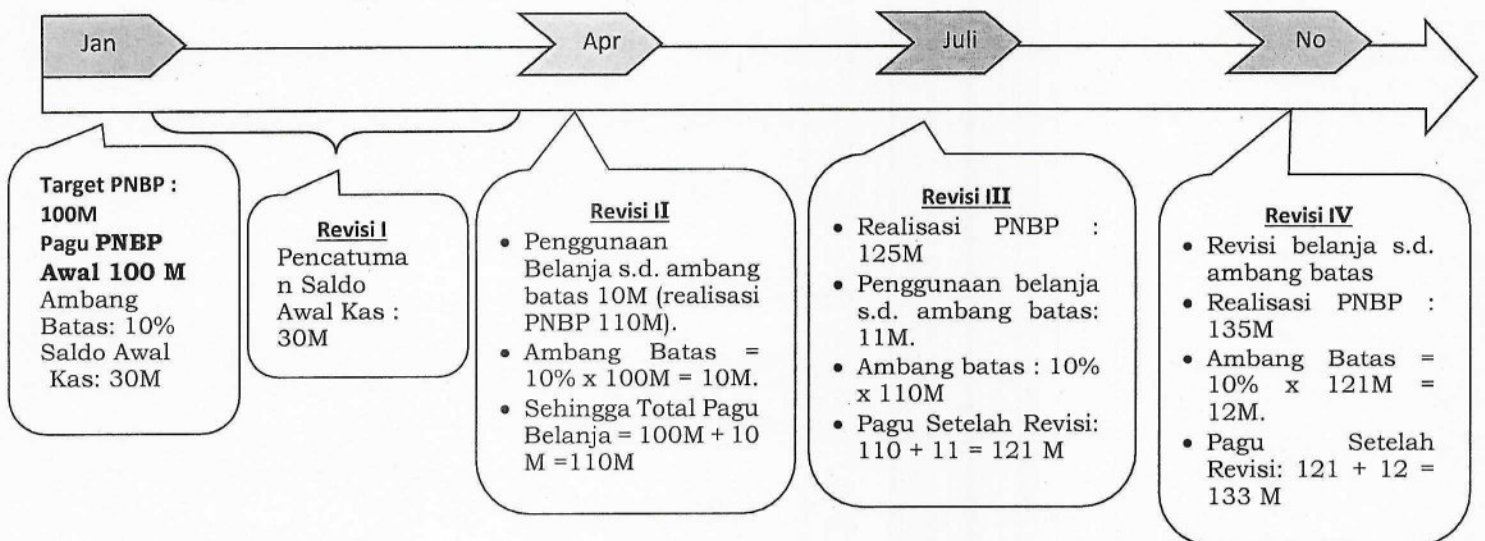 Jan
Apr
Juli
No
Target PNBP :
100M
Pagu PNBP
Awal 100 M
Ambang
Batas: 10%
Saldo Awal
Kas: 30M
Revisi I
Pencatuma
n Saldo
Awal Kas :
30M
Revisi II
• Penggunaan
Belanja s.d. ambang
batas 10M (realisasi
PNBP 110M).
• Ambang Batas =
10% x 100M = 10M.
• Sehingga Total Pagu
Belanja = 100M + 10
M =110M
Revisi III
• Realisasi PNBP :
125M
• Penggunaan belanja
s.d. ambang batas:
11M.
• Ambang batas : 10%
x 110M
• Pagu Setelah Revisi:
110 + 11 = 121 M
Revisi IV
• Revisi belanja s.d.
ambang batas
• Realisasi PNBP :
135M
• Ambang Batas =
10% x 121M =
12M.
• Pagu Setelah
Revisi: 121 + 12 =
133 M